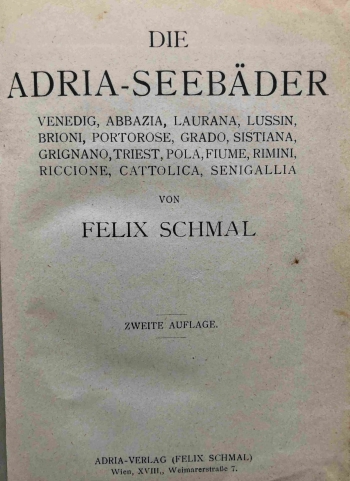 DIE
ADRIA-SEEBÄDER
VENEDIG, ABBAZIA, LAURANA, LUSSIN,
BRIONI, PORTOROSE, GRADO, SISTIANA,
GRIGNANO, TRIEST, POLA, FIUME, RIMINI,
RICCIONE, CATTOLICA, SENIGALLIA
VON
FELIX SCHMAL
ZWEITE AUFLAGE.
ADRIA-VERLAG (FELIX SCHMAL)
Wien, XVIII., Weimarerstraße 7.